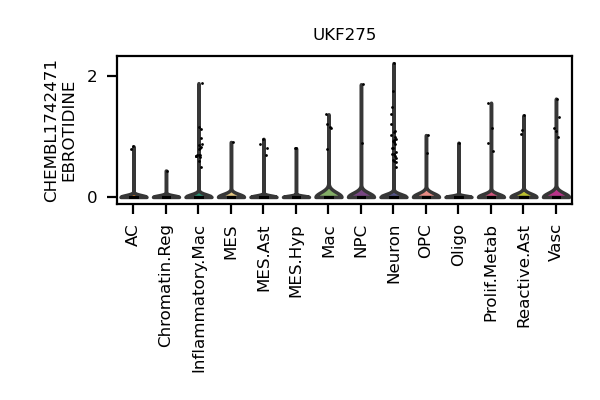 UKF275
CHEMBL1742471
EBROTIDINE
2
0
AC
Chromatin.Reg
Inflammatory.Mac
MES
MES.Ast
MES.Hyp
Mac
NPC
Neuron
OPC
Oligo
Prolif.Metab
Reactive.Ast
Vasc